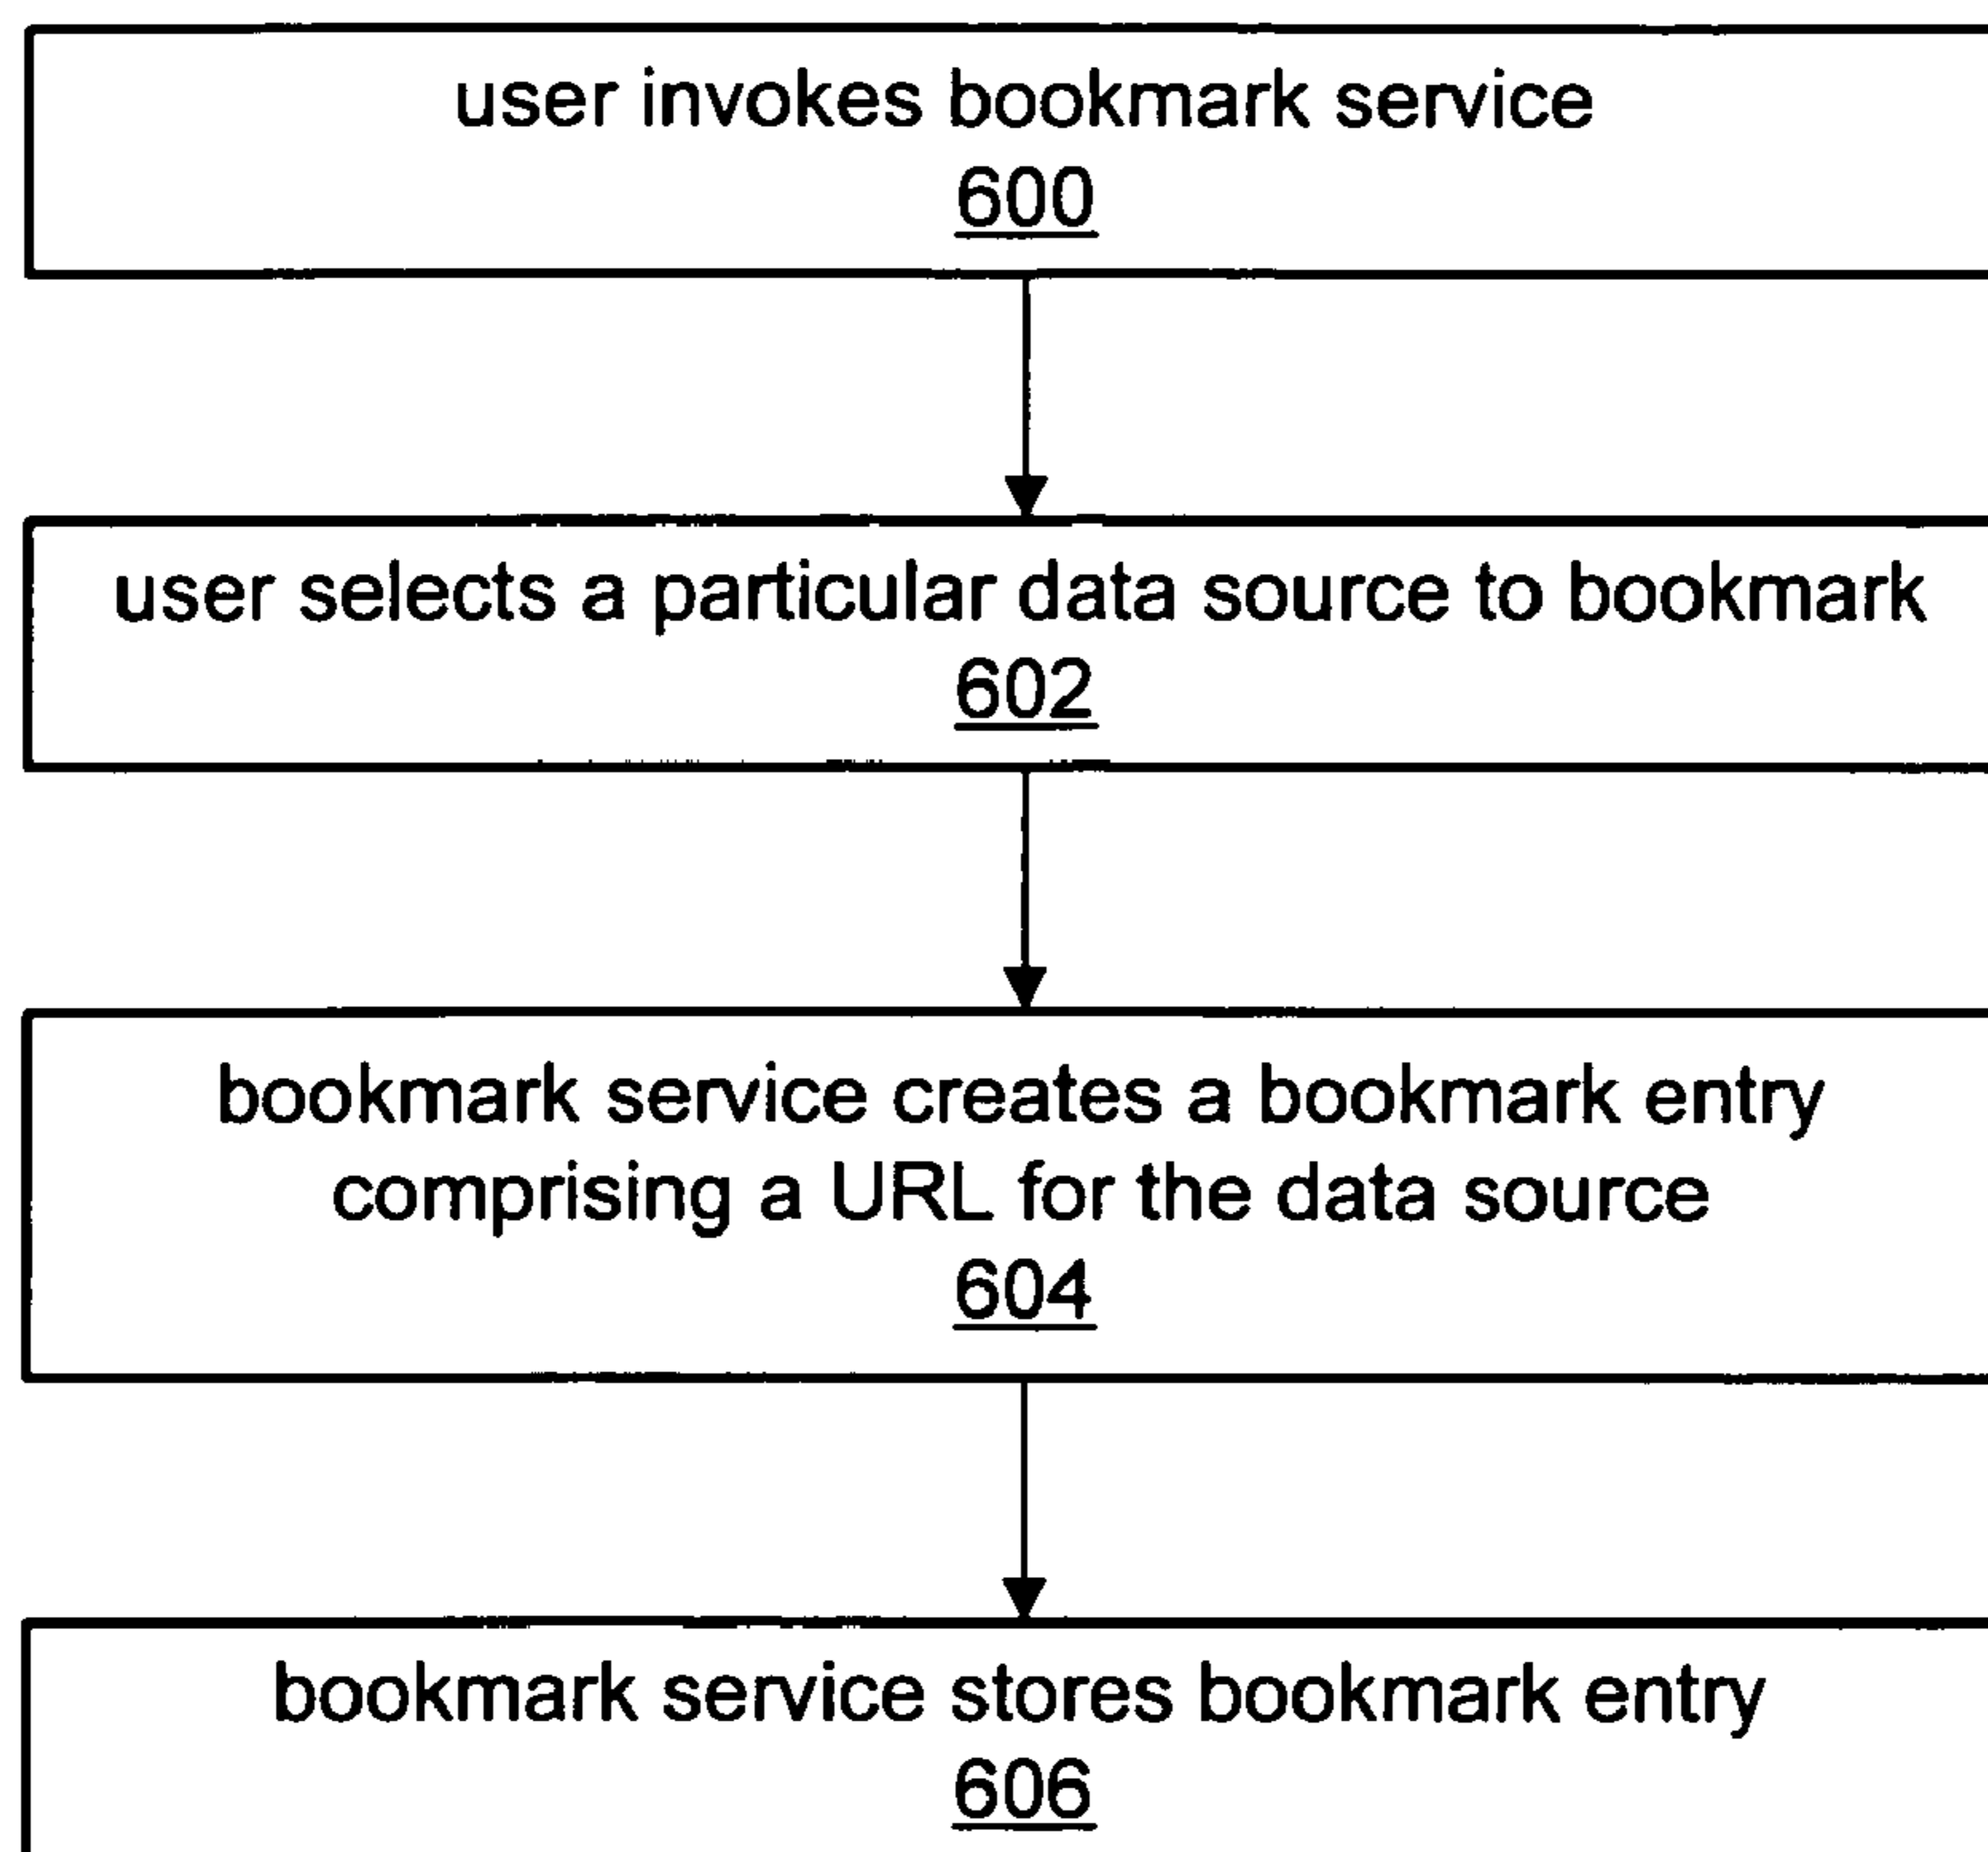 user invokes bookmark service
600
user selects a particular data source to bookmark
602
bookmark service creates a bookmark entry
comprising a URL for the data source
604
bookmark service stores bookmark entry
606